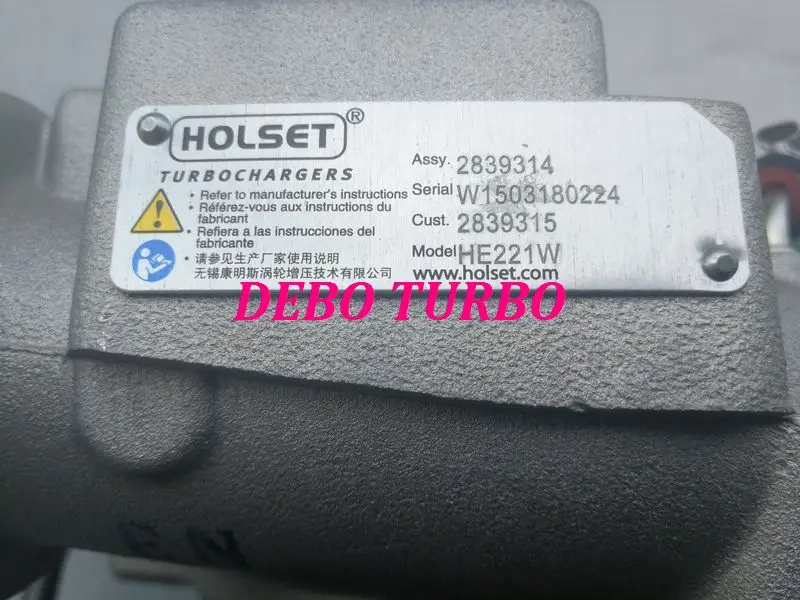 HOLSET®
TURBOCHARGERS
• Refer to manufacturer's instructions
• Référez-vous aux instructions du
fabricant
• Refiera a las instrucciones del
fabricante
• 请参见生产厂家使用说明
无锡康明斯涡轮增压技术有限公司
Assy. 2839314
Serial W1503180224
Cust. 2839315
Model HE221W
www.holset.com
DEBO TURBO